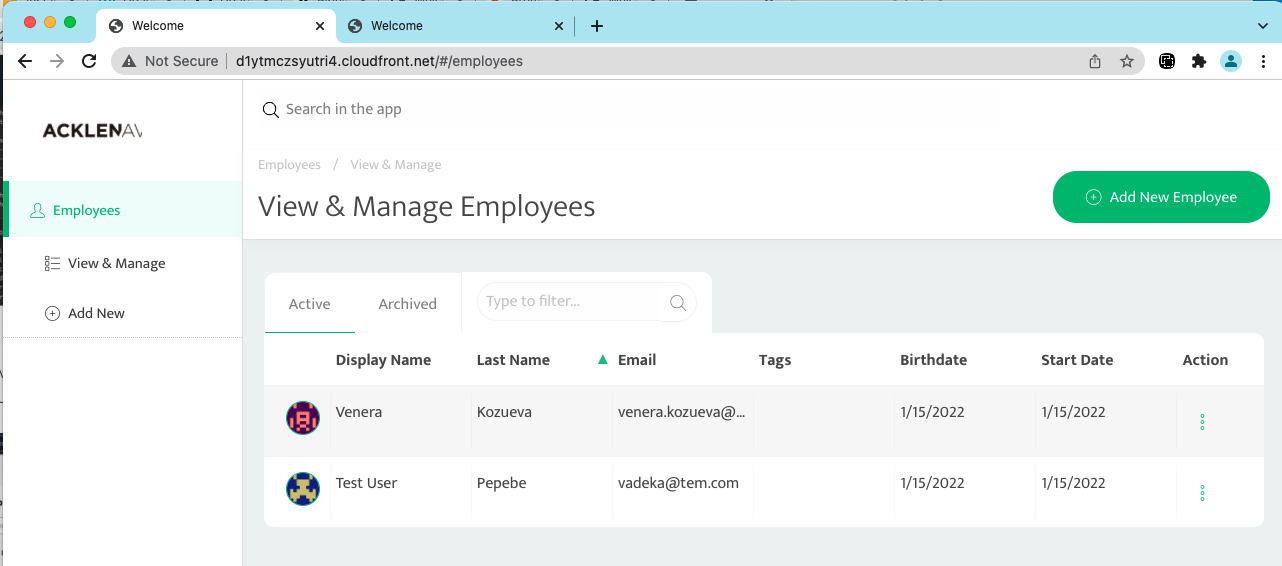 Welcome
Welcome
Not Secure
d1ytmczsyutri4.cloudfront.net/#/employees
ACKLENAV
Search in the app
Employees / View & Manage
View & Manage Employees
Add New Employee
Employees
View & Manage
Add New
Active
Archived
Type to filter...
Display Name Last Name Email Tags Birthdate Start Date Action
Venera Kozueva venera.kozueva@... 1/15/2022 1/15/2022
Test User Pepebe vadeka@tem.com 1/15/2022 1/15/2022